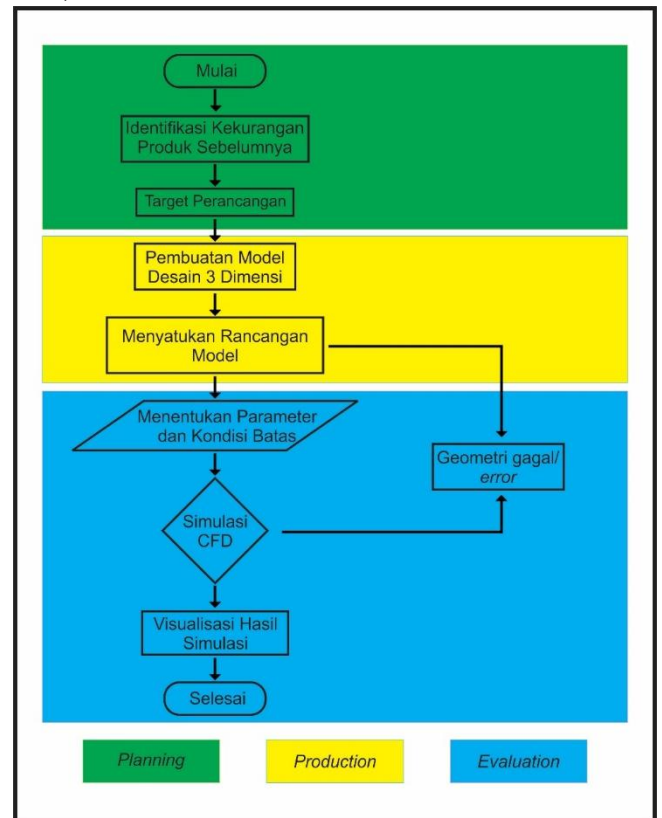 Mulai
Identifikasi Kekurangan
Produk Sebelumnya
Target Perancangan
Pembuatan Model
Desain 3 Dimensi
Menyatukan Rancangan
Model
Menentukan Parameter
dan Kondisi Batas
Geometri gagal/
error
Simulasi
CFD
Visualisasi Hasil
Simulasi
Selesai
Planning
Production
Evaluation